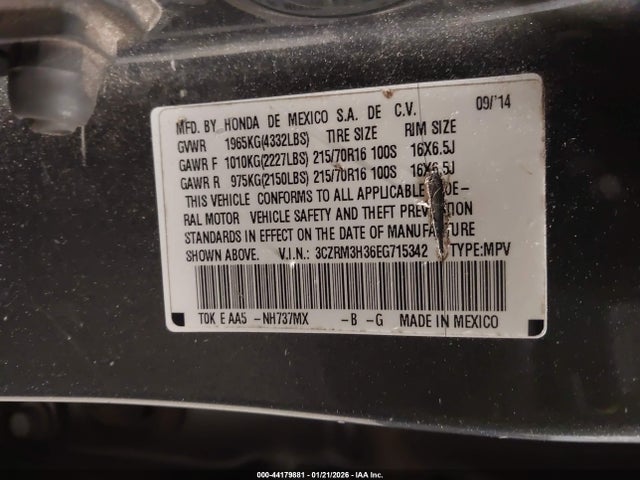 MFD. BY HONDA DE MEXICO S.A. DE C.V. 09/'14
GVWR 1965KG(4332LBS) TIRE SIZE RIM SIZE
GAWR F 1010KG(2227LBS) 215/70R16 100S 16X6.5J
GAWR R 975KG(2150LBS) 215/70R16 100S 16X6.5J
THIS VEHICLE CONFORMS TO ALL APPLICABLE
RAL MOTOR VEHICLE SAFETY AND THEFT PREVENTION
STANDARDS IN EFFECT ON THE DATE OF MANUFACTURE
SHOWN ABOVE. V.I.N.: 3CZRM3H36EG715342 TYPE:MPV
T0K E AA5 -NH737MX -B -G MADE IN MEXICO
000-44179881 - 01/21/2026 - IAA Inc.